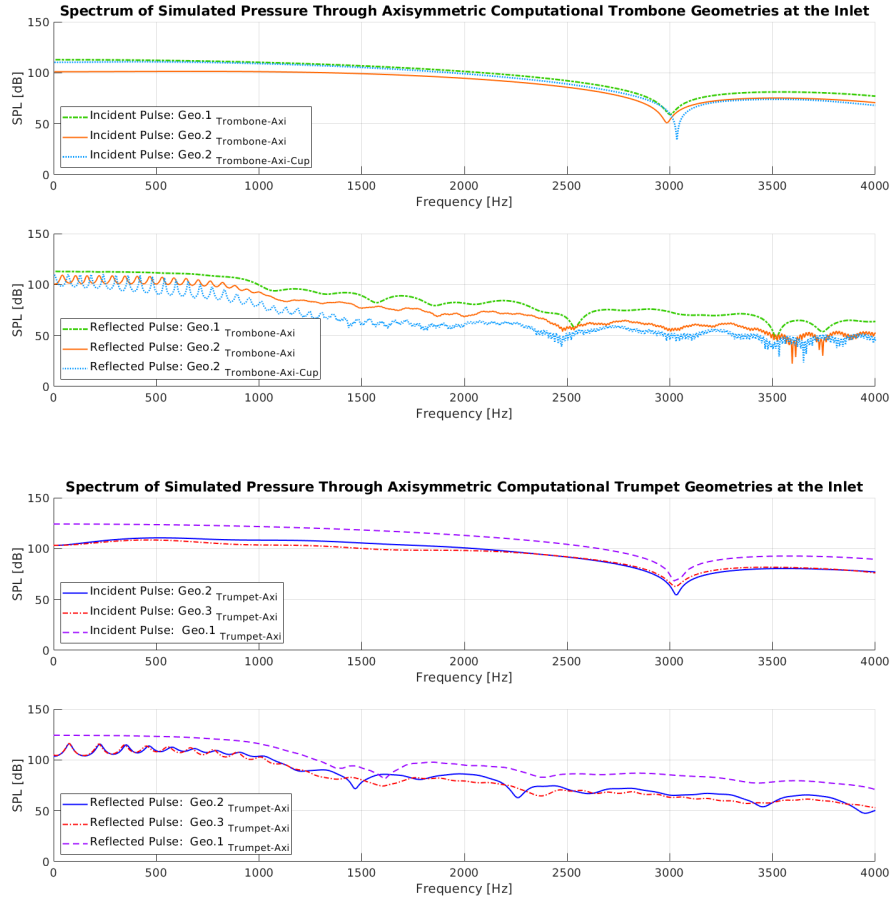 Spectrum of Simulated Pressure Through Axisymmetric Computational Trombone Geometries at the Inlet
150
100
50
0
SPL [dB]
Incident Pulse: Geo.1 Trombone-Axi
Incident Pulse: Geo.2 Trombone-Axi
Incident Pulse: Geo.2 Trombone-Axi-Cup
0 500 1000 1500 2000 2500 3000 3500 4000
Frequency [Hz]
150
100
50
0
SPL [dB]
Reflected Pulse: Geo.1 Trombone-Axi
Reflected Pulse: Geo.2 Trombone-Axi
Reflected Pulse: Geo.2 Trombone-Axi-Cup
0 500 1000 1500 2000 2500 3000 3500 4000
Frequency [Hz]
Spectrum of Simulated Pressure Through Axisymmetric Computational Trumpet Geometries at the Inlet
150
100
50
0
SPL [dB]
Incident Pulse: Geo.2 Trumpet-Axi
Incident Pulse: Geo.3 Trumpet-Axi
Incident Pulse: Geo.1 Trumpet-Axi
0 500 1000 1500 2000 2500 3000 3500 4000
Frequency [Hz]
150
100
50
0
SPL [dB]
Reflected Pulse: Geo.2 Trumpet-Axi
Reflected Pulse: Geo.3 Trumpet-Axi
Reflected Pulse: Geo.1 Trumpet-Axi
0 500 1000 1500 2000 2500 3000 3500 4000
Frequency [Hz]